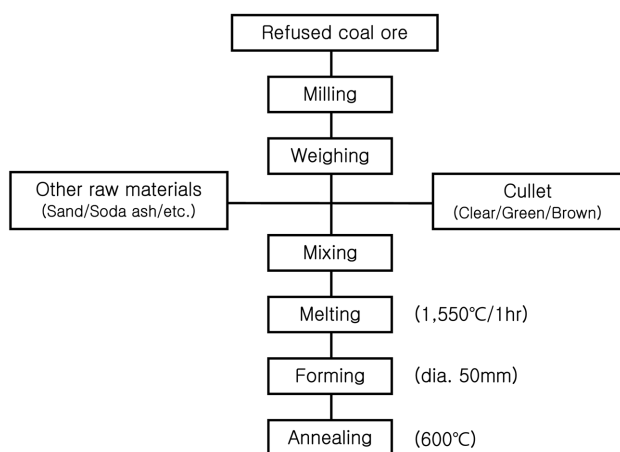 Refused coal ore
Milling
Weighing
Other raw materials
(Sand/Soda ash/etc.)
Cullet
(Clear/Green/Brown)
Mixing
Melting (1,550℃/1hr)
Forming (dia. 50mm)
Annealing (600℃)